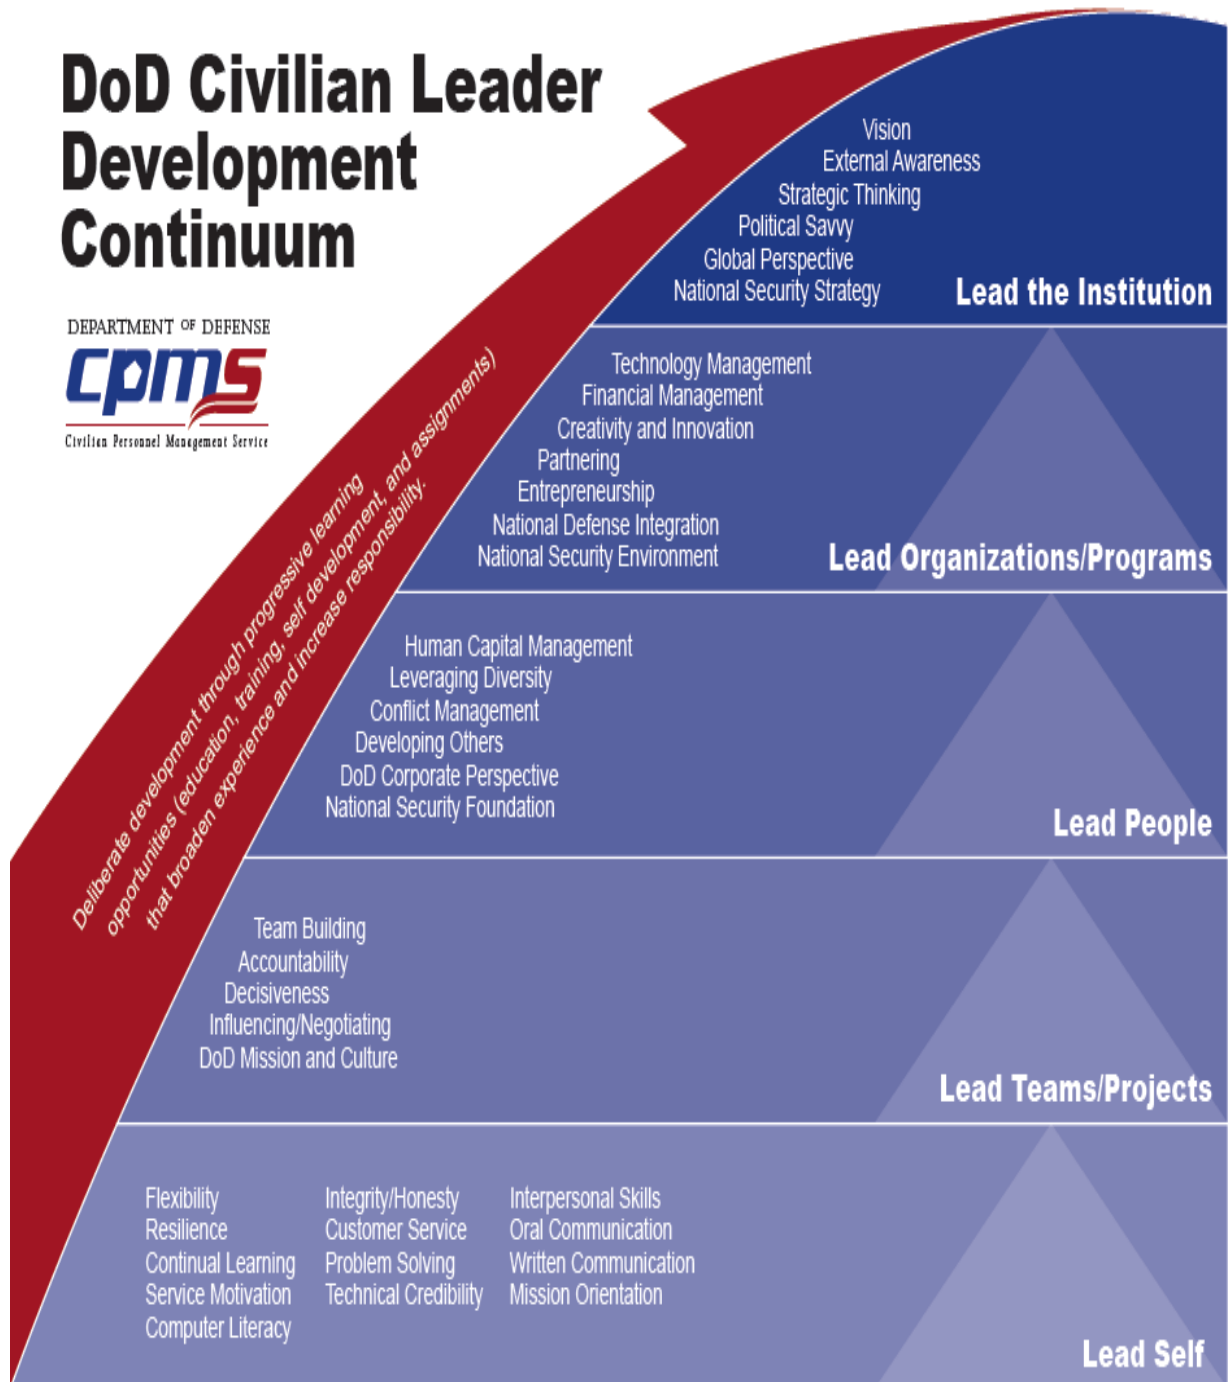 DoD Civilian Leader
Development
Continuum
DEPARTMENT OF DEFENSE
cpms
Civilian Personnel Management Service
Deliberate development through progressive learning
opportunities (education, training, self development, and assignments)
that broaden experience and increase responsibility.
Vision
External Awareness
Strategic Thinking
Political Savvy
Global Perspective
National Security Strategy
Lead the Institution
Technology Management
Financial Management
Creativity and Innovation
Partnering
Entrepreneurship
National Defense Integration
National Security Environment
Lead Organizations/Programs
Human Capital Management
Leveraging Diversity
Conflict Management
Developing Others
DoD Corporate Perspective
National Security Foundation
Lead People
Team Building
Accountability
Decisiveness
Influencing/Negotiating
DoD Mission and Culture
Lead Teams/Projects
Flexibility
Resilience
Continual Learning
Service Motivation
Computer Literacy
Integrity/Honesty
Customer Service
Problem Solving
Technical Credibility
Interpersonal Skills
Oral Communication
Written Communication
Mission Orientation
Lead Self